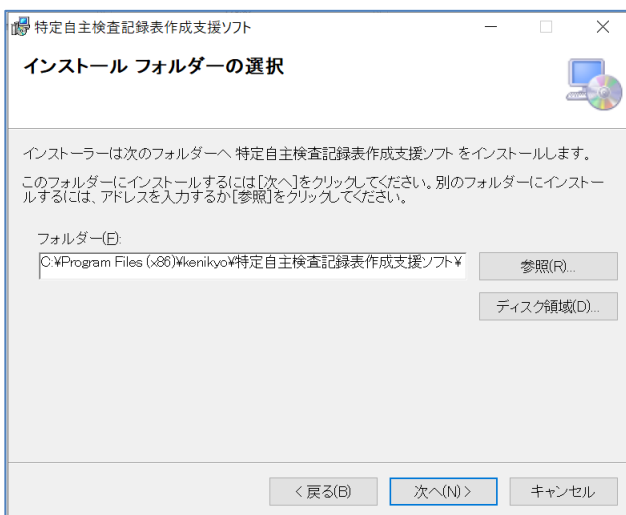 特定自主検査記録表作成支援ソフト
インストール フォルダーの選択
インストーラーは次のフォルダーへ 特定自主検査記録表作成支援ソフト をインストールします。
このフォルダーにインストールするには[次へ]をクリックしてください。別のフォルダーにインストー
ルするには、アドレスを入力するか[参照]をクリックしてください。
フォルダー(F):
C:¥Program Files (x86)¥kenikyo¥特定自主検査記録表作成支援ソフト¥
参照(R)...
ディスク領域(D)...
< 戻る(B)
次へ(N) >
キャンセル